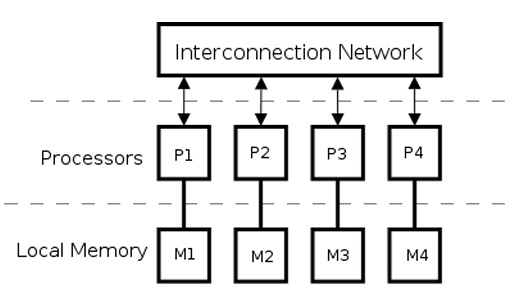 Interconnection Network
Processors P1 P2 P3 P4
Local Memory M1 M2 M3 M4